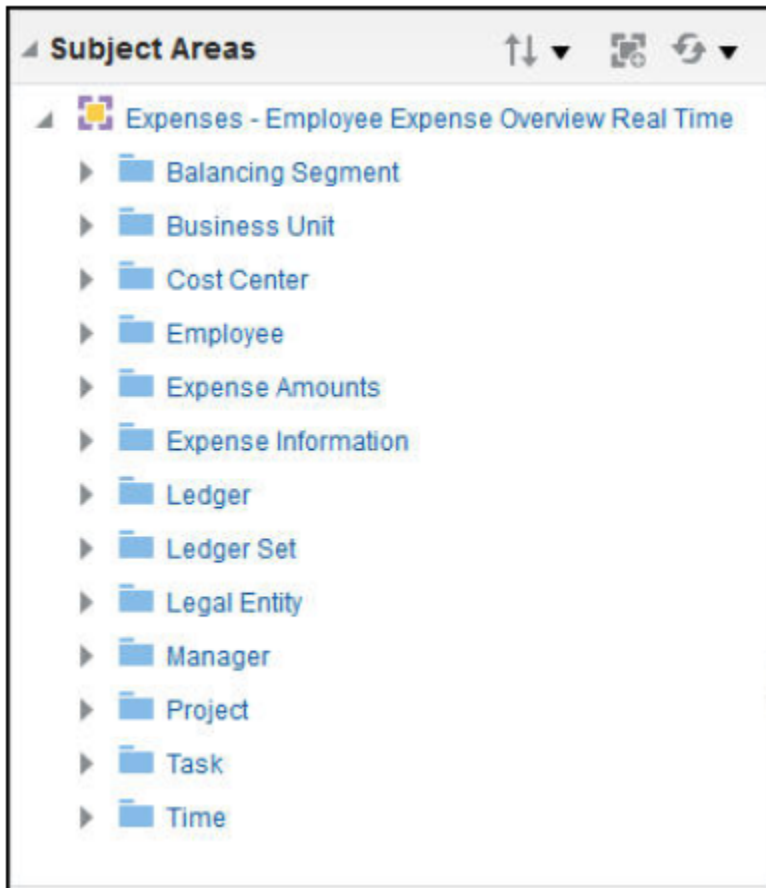 Subject Areas
Expenses - Employee Expense Overview Real Time
Balancing Segment
Business Unit
Cost Center
Employee
Expense Amounts
Expense Information
Ledger
Ledger Set
Legal Entity
Manager
Project
Task
Time